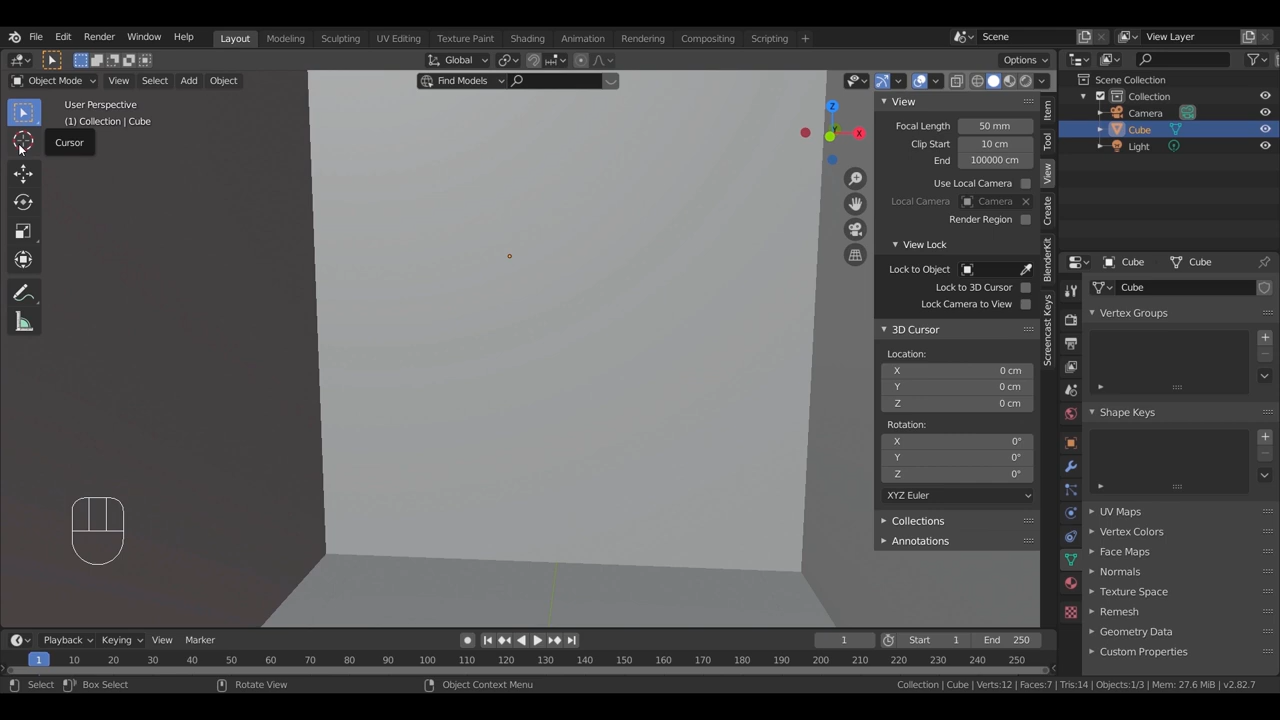 File Edit Render Window Help Layout Modeling Sculpting UV Editing Texture Paint Shading Animation Rendering Compositing Scripting + Scene View Layer
Global Options
Object Mode View Select Add Object Find Models
User Perspective
(1) Collection | Cube
Cursor
Z
Y
X
View
Focal Length 50 mm
Clip Start 10 cm
End 100000 cm
Use Local Camera
Local Camera Camera
Render Region
View Lock
Lock to Object
Lock to 3D Cursor
Lock Camera to View
3D Cursor
Location:
X 0 cm
Y 0 cm
Z 0 cm
Rotation:
X 0°
Y 0°
Z 0°
XYZ Euler
Collections
Annotations
Item
Tool
View
Create
BlenderKit
Screencast Keys
Scene Collection
Collection
Camera
Cube
Light
Cube Cube
Cube
Vertex Groups
Shape Keys
UV Maps
Vertex Colors
Face Maps
Normals
Texture Space
Remesh
Geometry Data
Custom Properties
Playback Keying View Marker 1 Start 1 End 250
1 10 20 30 40 50 60 70 80 90 100 110 120 130 140 150 160 170 180 190 200 210 220 230 240 250
Select Box Select Rotate View Object Context Menu Collection | Cube | Verts:12 | Faces:7 | Tris:14 | Objects:1/3 | Mem: 27.6 MiB | v2.82.7